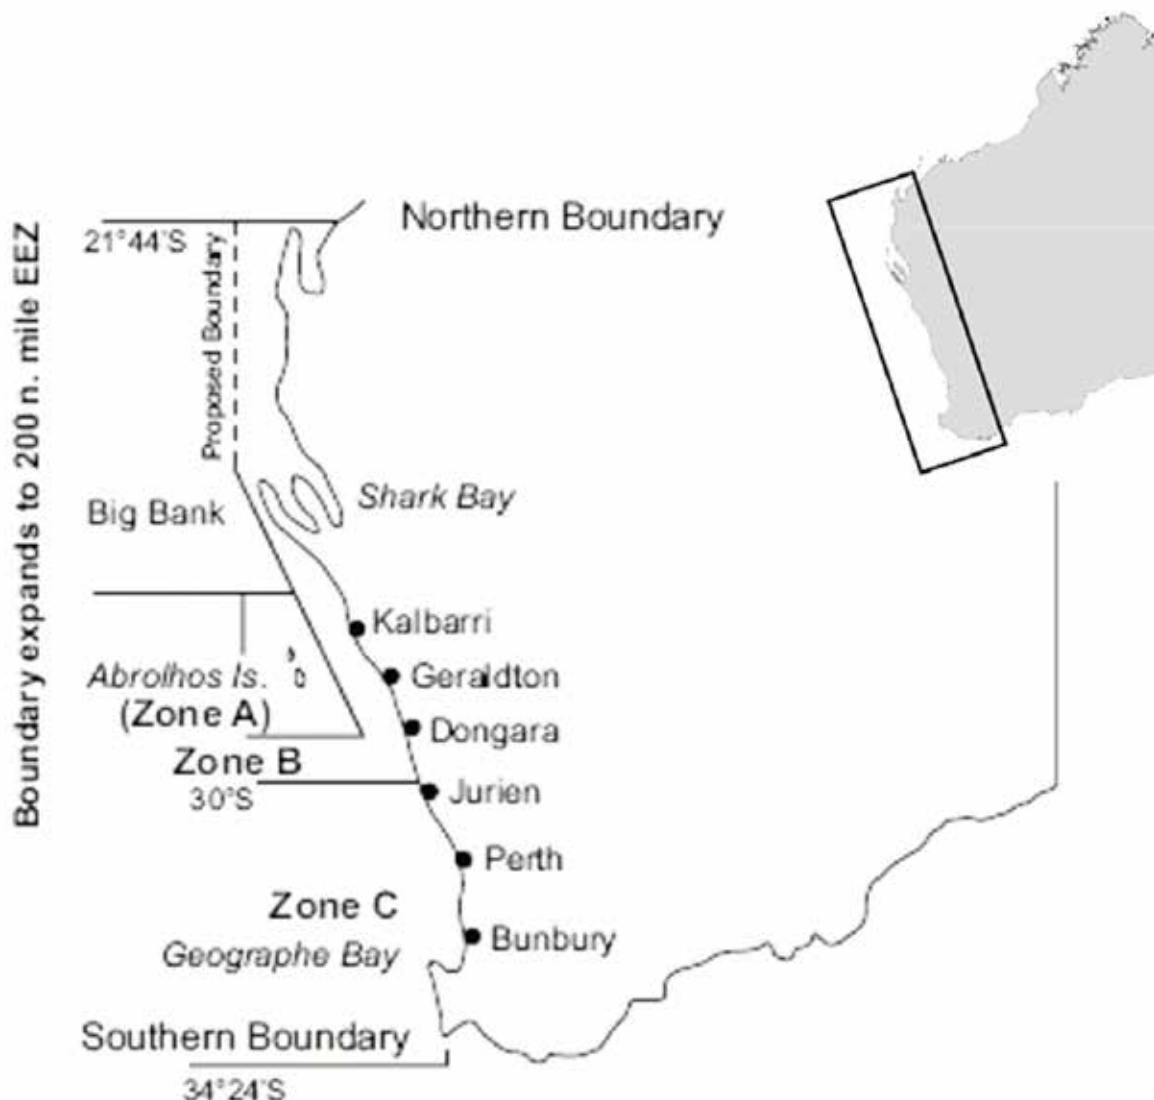 Northern Boundary
21°44'S
Proposed Boundary
Boundary expands to 200 n. mile EEZ
Shark Bay
Big Bank
Kalbarri
Abrolhos Is.
Geraldton
(Zone A)
Dongara
Zone B
30°S
Jurien
Perth
Zone C
Bunbury
Geographe Bay
Southern Boundary
34°24'S